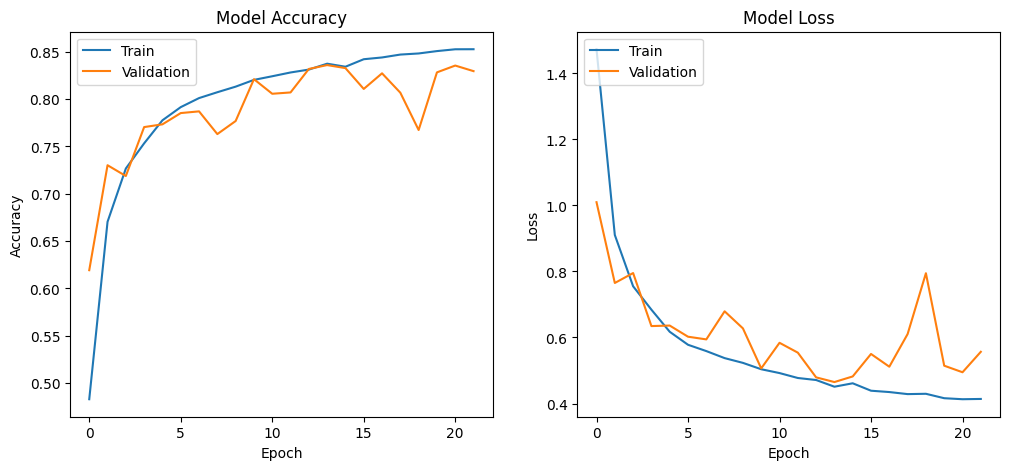 Model Accuracy
Train
Validation
0.85
0.80
0.75
0.70
0.65
0.60
0.55
0.50
Accuracy
0
5
10
15
20
Epoch
Model Loss
Train
Validation
1.4
1.2
1.0
0.8
0.6
0.4
Loss
0
5
10
15
20
Epoch